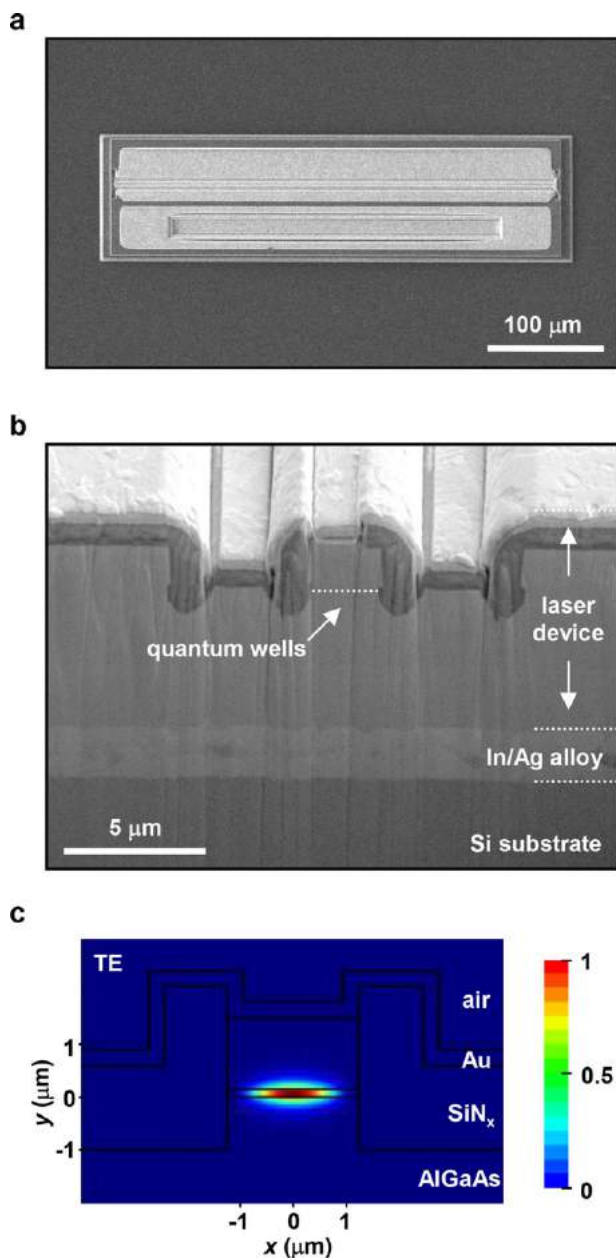 a
100 μm
b
quantum wells
laser
device
In/Ag alloy
5 μm
Si substrate
c
TE
air
Au
SiNx
AlGaAs
y (μm)
1
0
-1
-1 0 1
x (μm)
1
0.5
0